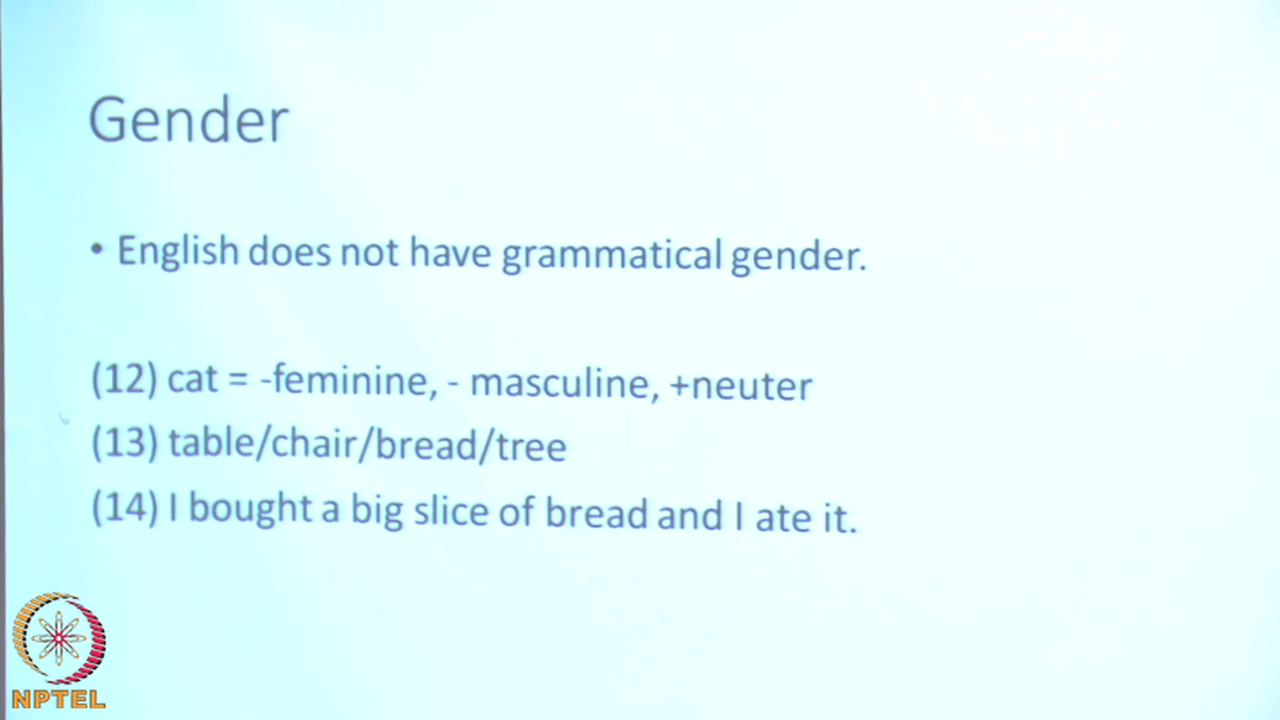 Gender
• English does not have grammatical gender.
(12) cat = -feminine, - masculine, +neuter
(13) table/chair/bread/tree
(14) I bought a big slice of bread and I ate it.
NPTEL